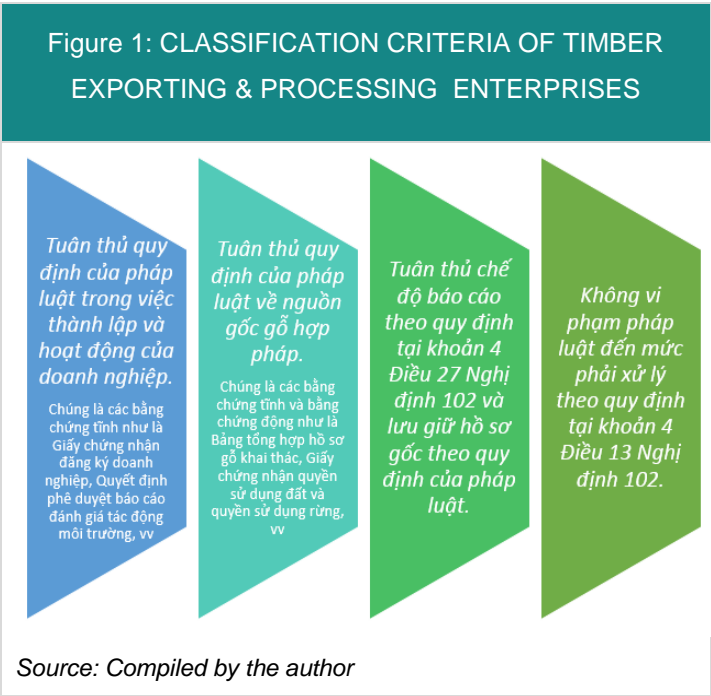 Figure 1: CLASSIFICATION CRITERIA OF TIMBER
EXPORTING & PROCESSING ENTERPRISES
Tuân thủ quy
định của pháp
luật trong việc
thành lập và
hoạt động của
doanh nghiệp.
Chúng là các bằng
chứng tĩnh như là
Giấy chứng nhận
đăng ký doanh
nghiệp, Quyết định
phê duyệt báo cáo
đánh giá tác động
môi trường, vv
Tuân thủ quy
định của pháp
luật về nguồn
gốc gỗ hợp
pháp.
Chúng là các bằng
chứng tĩnh và bằng
chứng động như là
Bảng tổng hợp hồ sơ
gỗ khai thác, Giấy
chứng nhận quyền
sử dụng đất và
quyền sử dụng rừng,
vv
Tuân thủ chế
độ báo cáo
theo quy định
tại khoản 4
Điều 27 Nghị
định 102 và
lưu giữ hồ sơ
gốc theo quy
định của pháp
luật.
Không vi
phạm pháp
luật đến mức
phải xử lý
theo quy định
tại khoản 4
Điều 13 Nghị
định 102.
Source: Compiled by the author